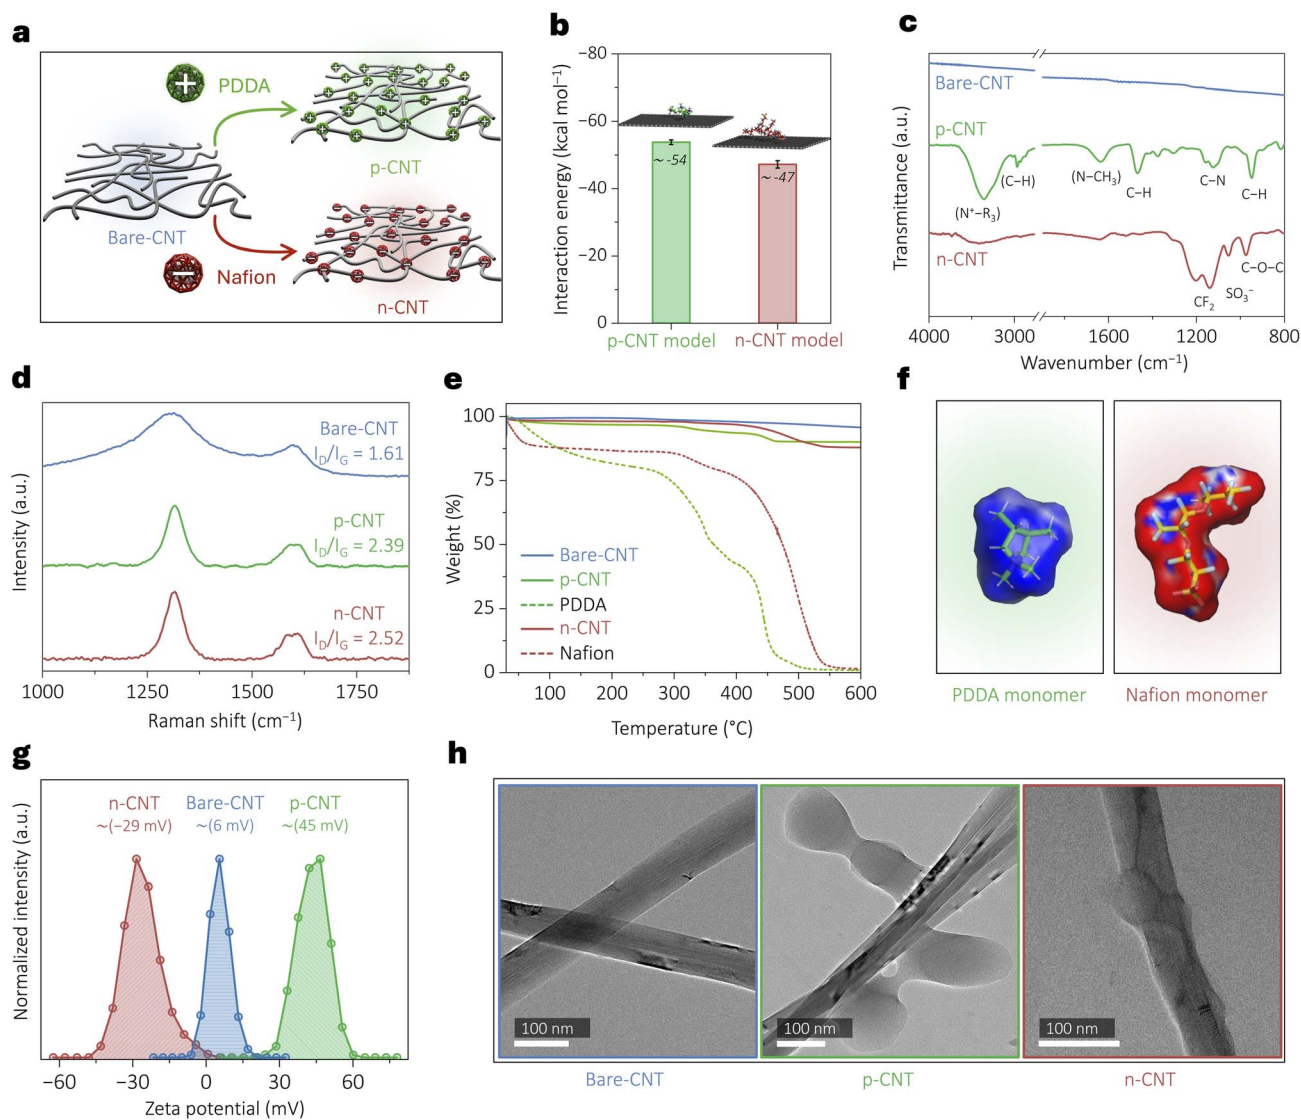 a
PDDA
p-CNT
Bare-CNT
Nafion
n-CNT
b
Interaction energy (kcal mol⁻¹)
−80
−60
−40
−20
0
~-54
~-47
p-CNT model
n-CNT model
c
Transmittance (a.u.)
Bare-CNT
p-CNT
(N⁺–R₃)
(C–H)
(N–CH₃)
C–H
C–N
C–H
n-CNT
CF₂
SO₃⁻
C–O–C
4000 3000 1600 1200 800
Wavenumber (cm⁻¹)
d
Intensity (a.u.)
Bare-CNT
I_D/I_G = 1.61
p-CNT
I_D/I_G = 2.39
n-CNT
I_D/I_G = 2.52
1000 1250 1500 1750
Raman shift (cm⁻¹)
e
Weight (%)
100
75
50
25
0
Bare-CNT
p-CNT
PDDA
n-CNT
Nafion
100 200 300 400 500 600
Temperature (°C)
f
PDDA monomer
Nafion monomer
g
Normalized intensity (a.u.)
n-CNT
~(−29 mV)
Bare-CNT
~(6 mV)
p-CNT
~(45 mV)
−60 −30 0 30 60
Zeta potential (mV)
h
100 nm
100 nm
100 nm
Bare-CNT
p-CNT
n-CNT